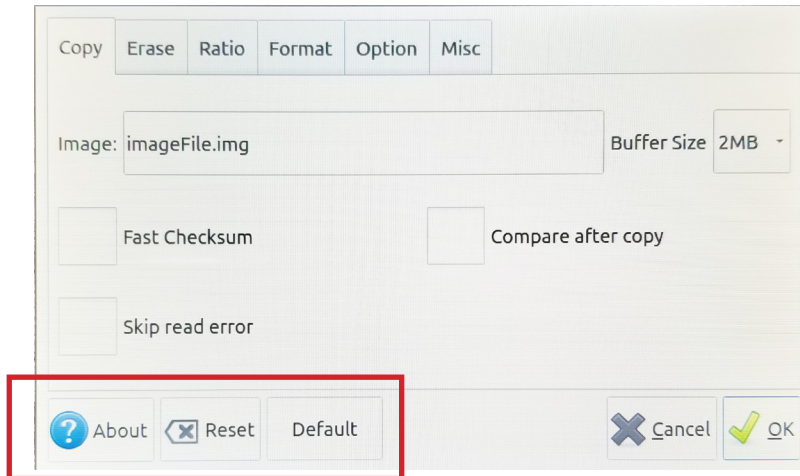 Copy Erase Ratio Format Option Misc
Image: imageFile.img Buffer Size 2MB
Fast Checksum Compare after copy
Skip read error
About Reset Default Cancel OK